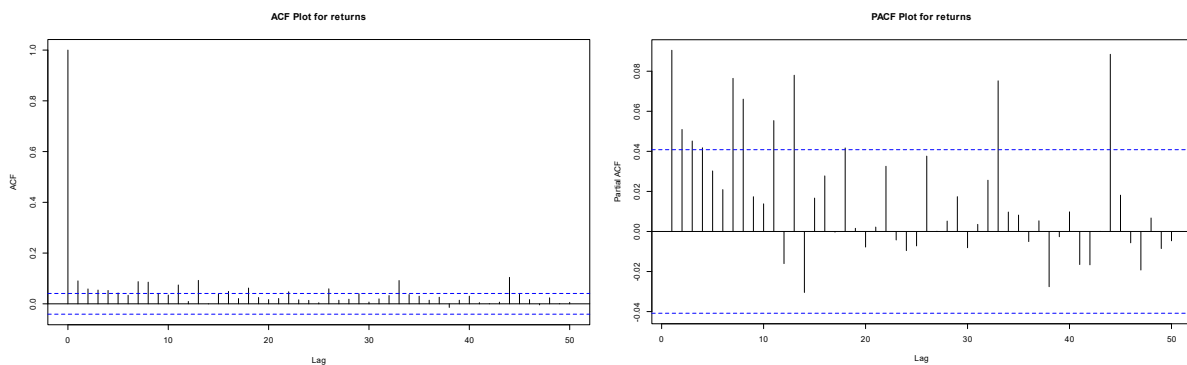 ACF Plot for returns
ACF
1.0
0.8
0.6
0.4
0.2
0.0
0 10 20 30 40 50
Lag
PACF Plot for returns
Partial ACF
0.08
0.06
0.04
0.02
0.00
-0.02
-0.04
0 10 20 30 40 50
Lag